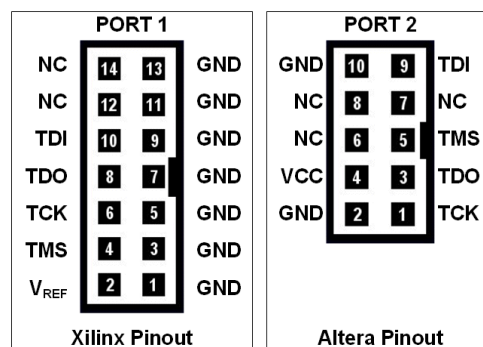 PORT 1
NC 14 13 GND
NC 12 11 GND
TDI 10 9 GND
TDO 8 7 GND
TCK 6 5 GND
TMS 4 3 GND
VREF 2 1 GND
Xilinx Pinout
PORT 2
GND 10 9 TDI
NC 8 7 NC
NC 6 5 TMS
VCC 4 3 TDO
GND 2 1 TCK
Altera Pinout